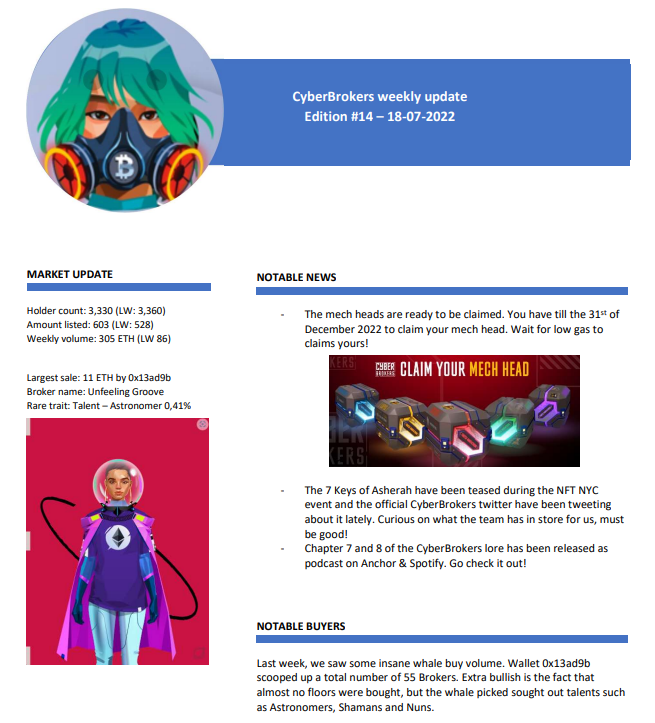 CyberBrokers weekly update
Edition #14 – 18-07-2022
MARKET UPDATE
Holder count: 3,330 (LW: 3,360)
Amount listed: 603 (LW: 528)
Weekly volume: 305 ETH (LW 86)
Largest sale: 11 ETH by 0x13ad9b
Broker name: Unfeeling Groove
Rare trait: Talent – Astronomer 0,41%
NOTABLE NEWS
- The mech heads are ready to be claimed. You have till the 31st of
December 2022 to claim your mech head. Wait for low gas to
claims yours!
CYBER
BROKERS
CLAIM YOUR MECH HEAD
- The 7 Keys of Asherah have been teased during the NFT NYC
event and the official CyberBrokers twitter have been tweeting
about it lately. Curious on what the team has in store for us, must
be good!
- Chapter 7 and 8 of the CyberBrokers lore has been released as
podcast on Anchor & Spotify. Go check it out!
NOTABLE BUYERS
Last week, we saw some insane whale buy volume. Wallet 0x13ad9b
scooped up a total number of 55 Brokers. Extra bullish is the fact that
almost no floors were bought, but the whale picked sought out talents such
as Astronomers, Shamans and Nuns.